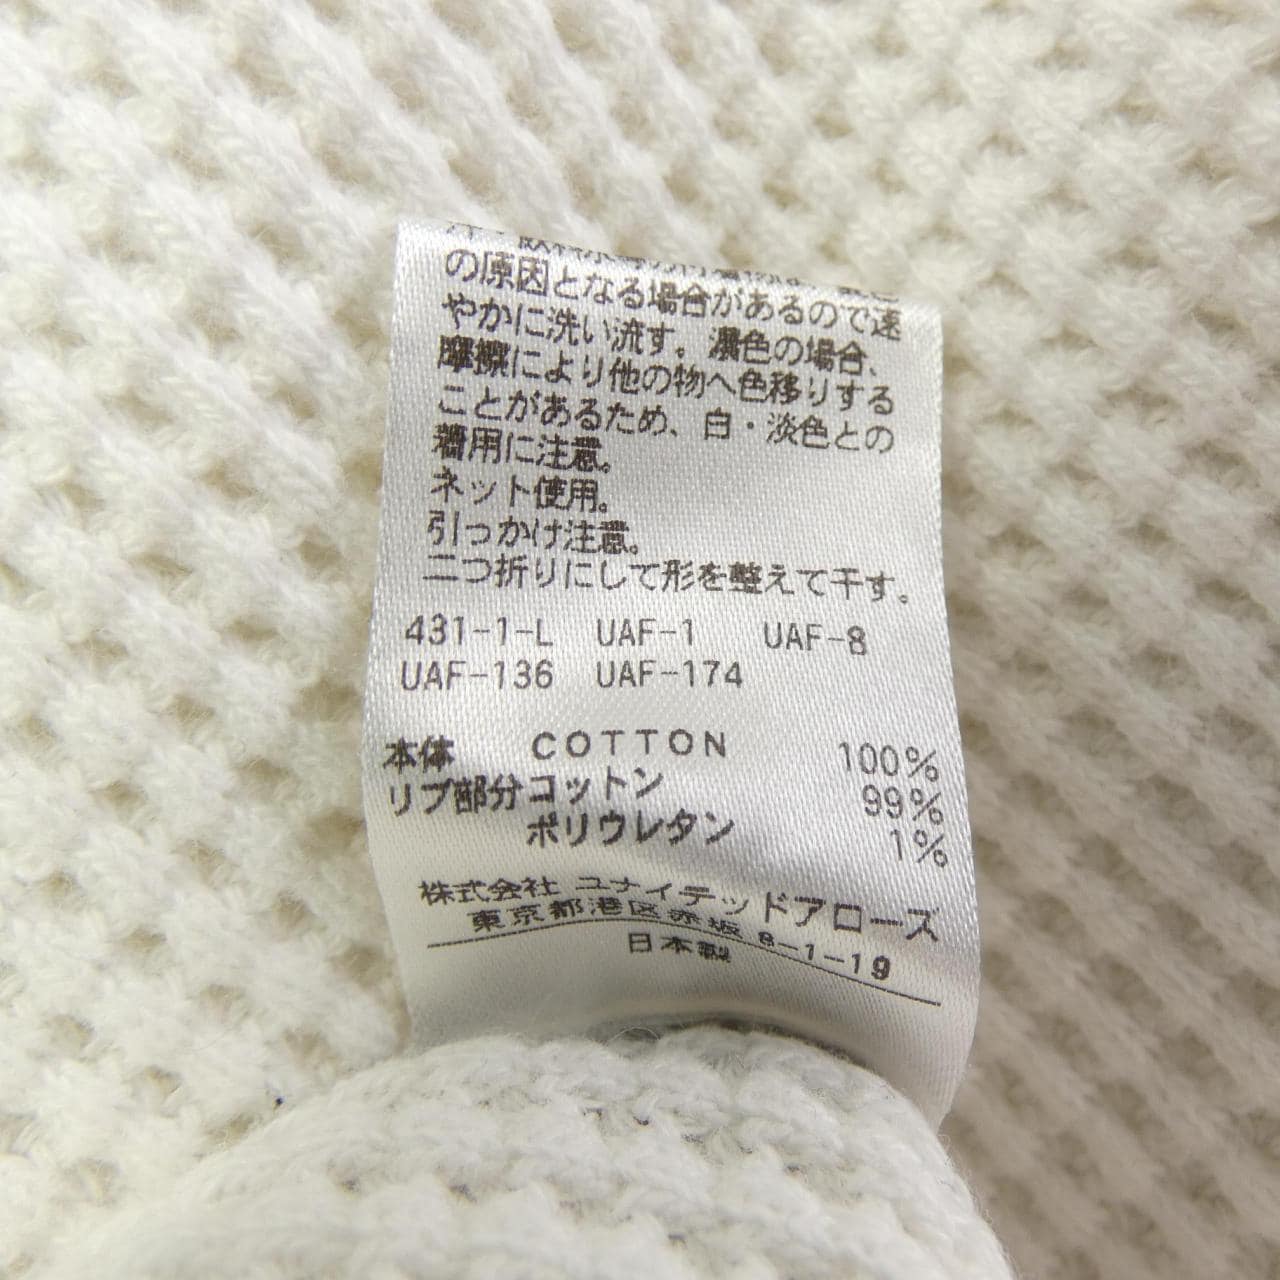 の原因となる場合があるので速
やかに洗い流す。濃色の場合、
摩擦により他の物へ色移りする
ことがあるため、白・淡色との
着用に注意。
ネット使用。
引っかけ注意。
二つ折りにして形を整えて干す。
431-1-L UAF-1 UAF-8
UAF-136 UAF-174
本体 COTTON 100%
リブ部分 コットン 99%
ポリウレタン 1%
株式会社 ユナイテッドアローズ
東京都港区赤坂 8-1-19
日本製